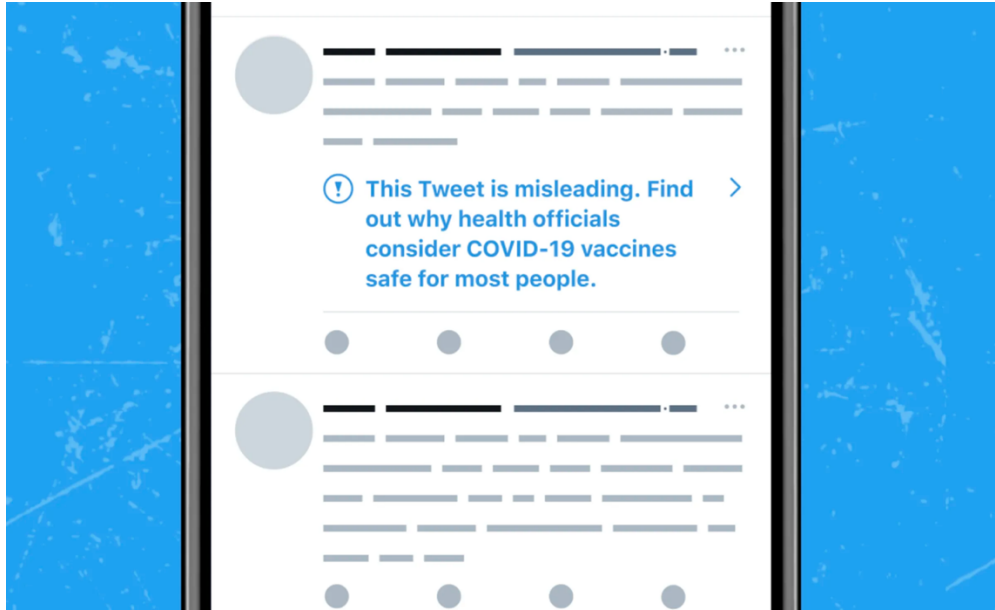 This Tweet is misleading. Find
out why health officials
consider COVID-19 vaccines
safe for most people.